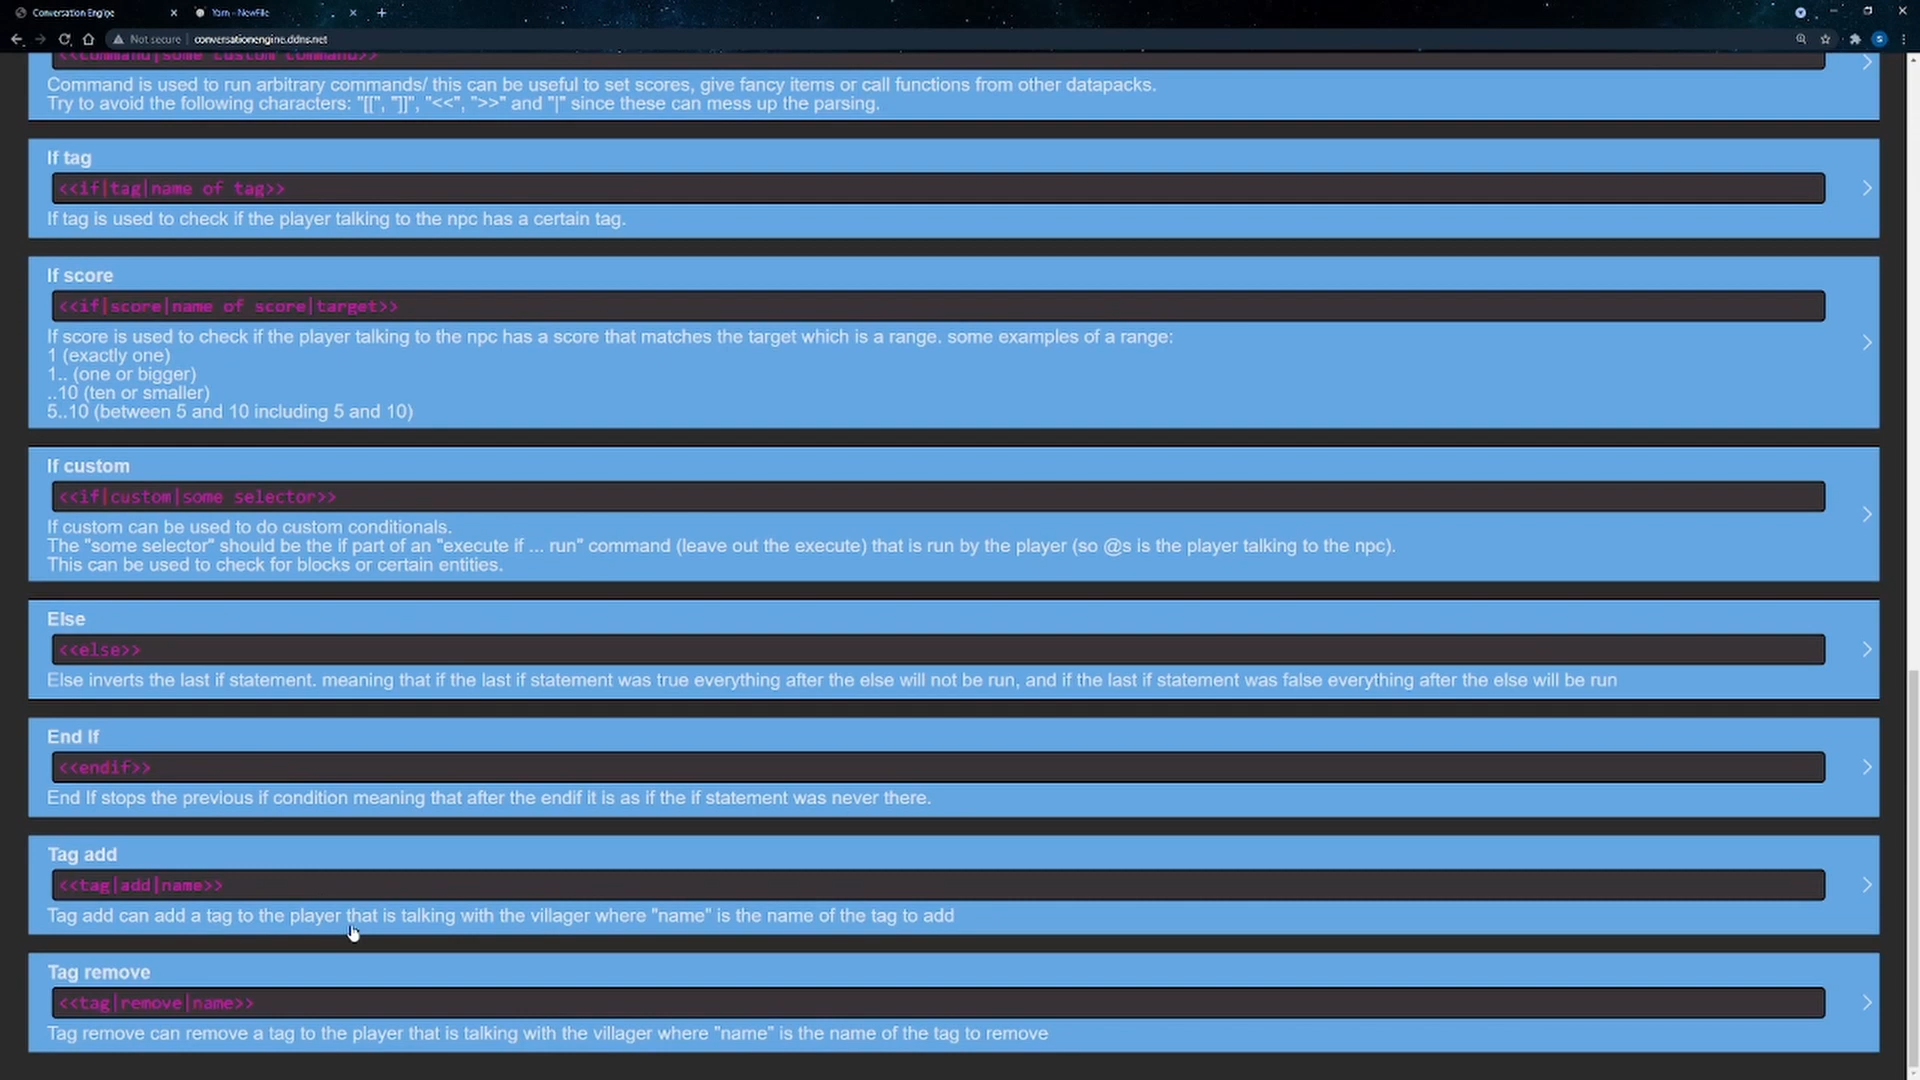 Conversation Engine
Yarn - NewFile
Not secure | conversationengine.ddns.net
S
<<command|some custom command>>
Command is used to run arbitrary commands/ this can be useful to set scores, give fancy items or call functions from other datapacks.
Try to avoid the following characters: "[[", "]]", "<<", ">>" and "|" since these can mess up the parsing.
If tag
<<if|tag|name of tag>>
If tag is used to check if the player talking to the npc has a certain tag.
If score
<<if|score|name of score|target>>
If score is used to check if the player talking to the npc has a score that matches the target which is a range. some examples of a range:
1 (exactly one)
1.. (one or bigger)
..10 (ten or smaller)
5..10 (between 5 and 10 including 5 and 10)
If custom
<<if|custom|some selector>>
If custom can be used to do custom conditionals.
The "some selector" should be the if part of an "execute if ... run" command (leave out the execute) that is run by the player (so @s is the player talking to the npc).
This can be used to check for blocks or certain entities.
Else
<<else>>
Else inverts the last if statement. meaning that if the last if statement was true everything after the else will not be run, and if the last if statement was false everything after the else will be run
End If
<<endif>>
End If stops the previous if condition meaning that after the endif it is as if the if statement was never there.
Tag add
<<tag|add|name>>
Tag add can add a tag to the player that is talking with the villager where "name" is the name of the tag to add
Tag remove
<<tag|remove|name>>
Tag remove can remove a tag to the player that is talking with the villager where "name" is the name of the tag to remove